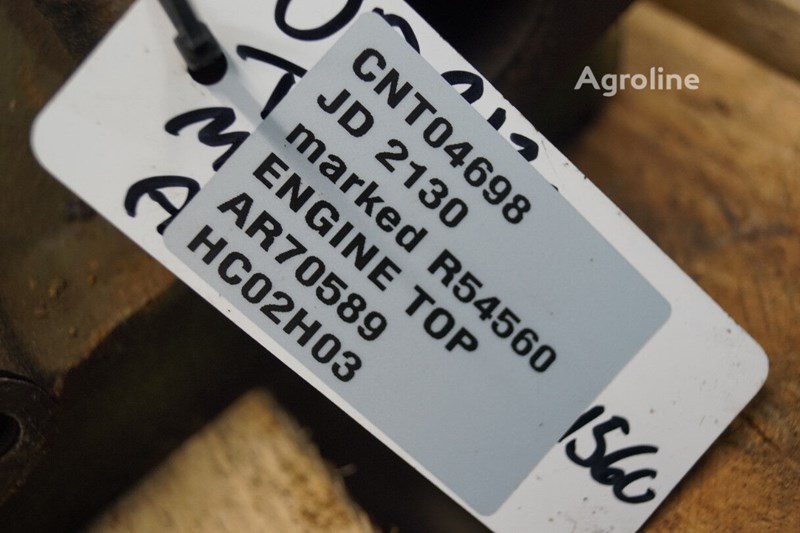 Agroline
CNT04698
JD 2130
marked R54560
ENGINE TOP
AR70589
HC02H03
1560